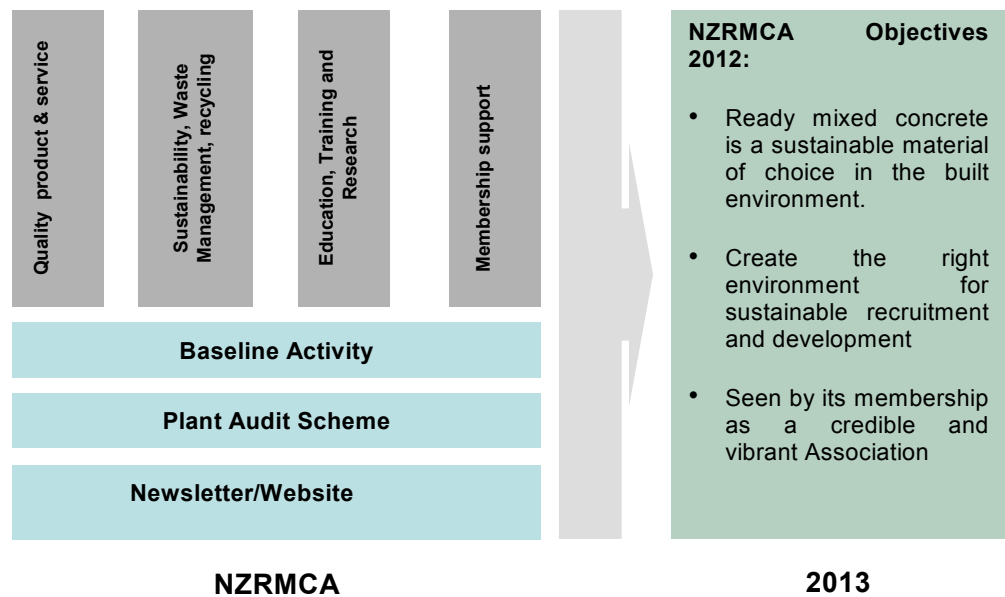 Quality product & service
Sustainability, Waste
Management, recycling
Education, Training and
Research
Membership support
Baseline Activity
Plant Audit Scheme
Newsletter/Website
NZRMCA
NZRMCA Objectives
2012:
• Ready mixed concrete
is a sustainable material
of choice in the built
environment.
• Create the right
environment for
sustainable recruitment
and development
• Seen by its membership
as a credible and
vibrant Association
2013